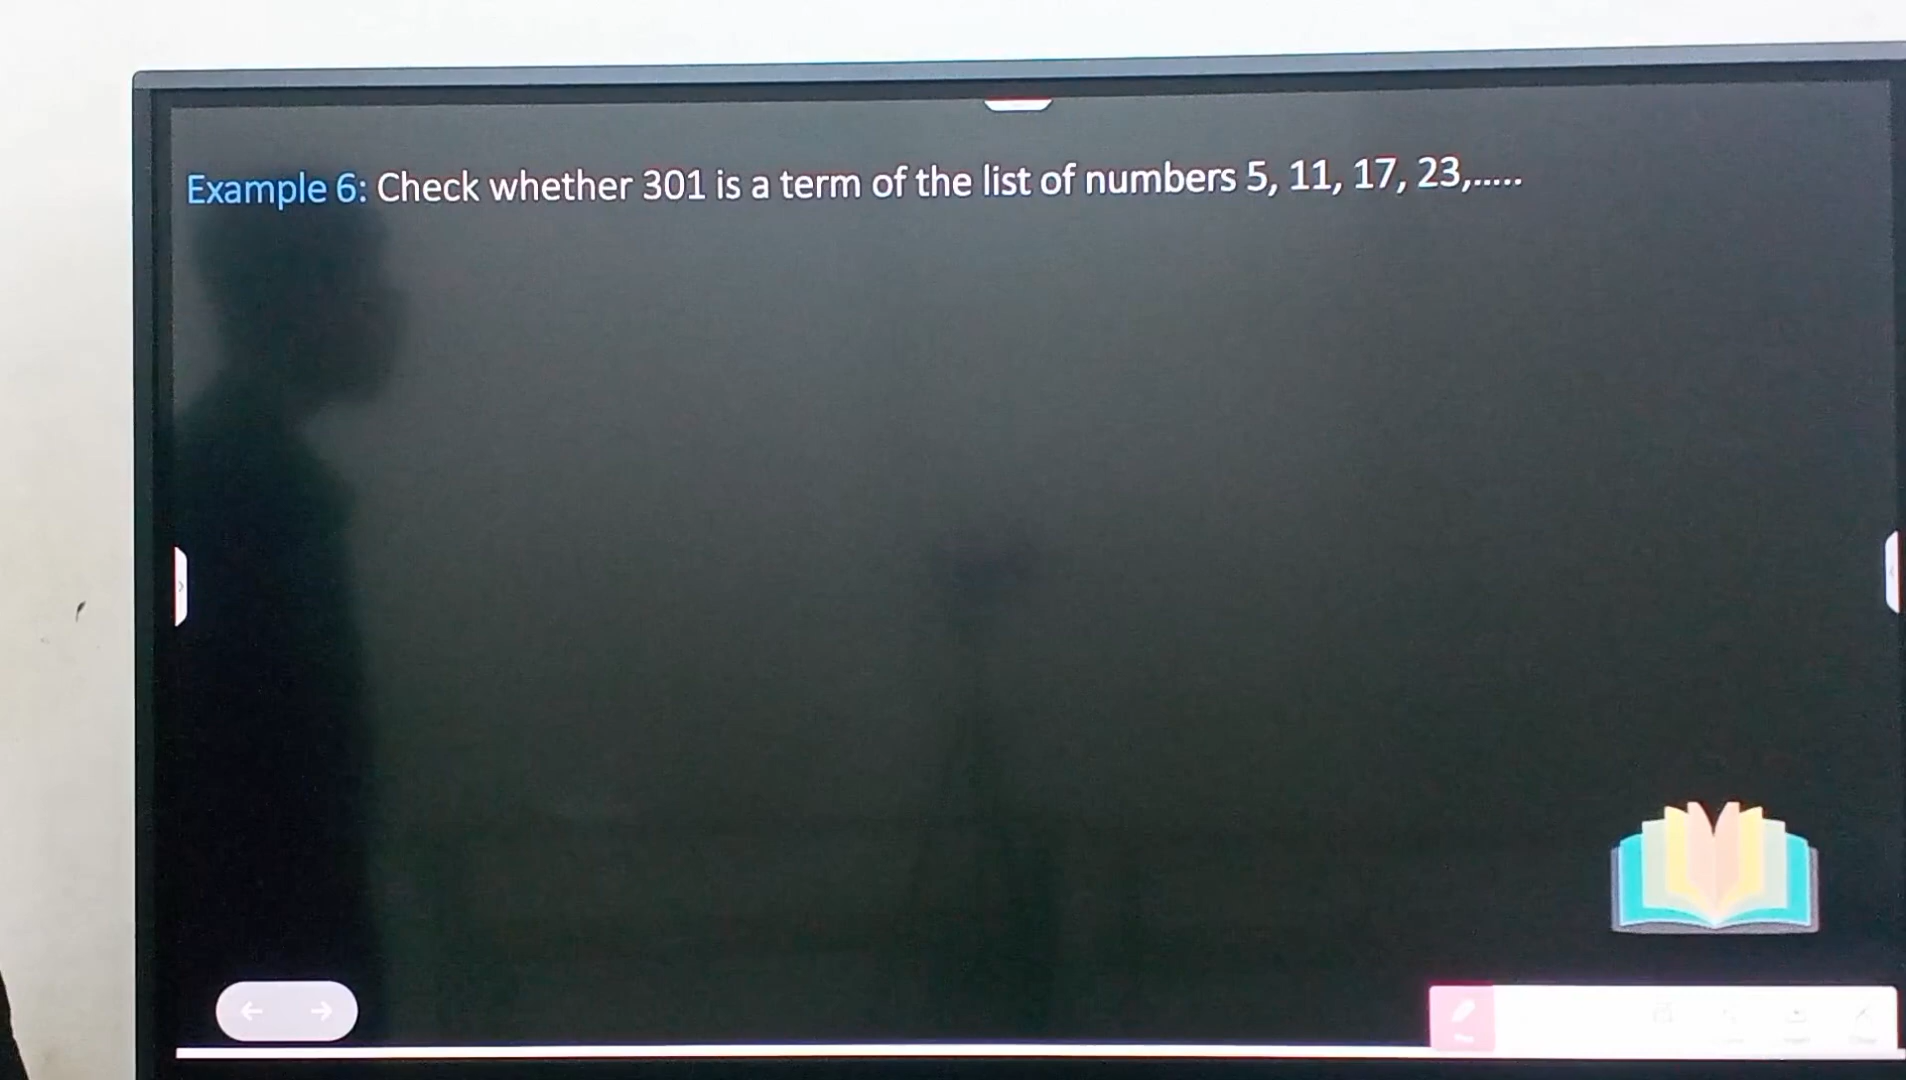 Example 6: Check whether 301 is a term of the list of numbers 5, 11, 17, 23,.....